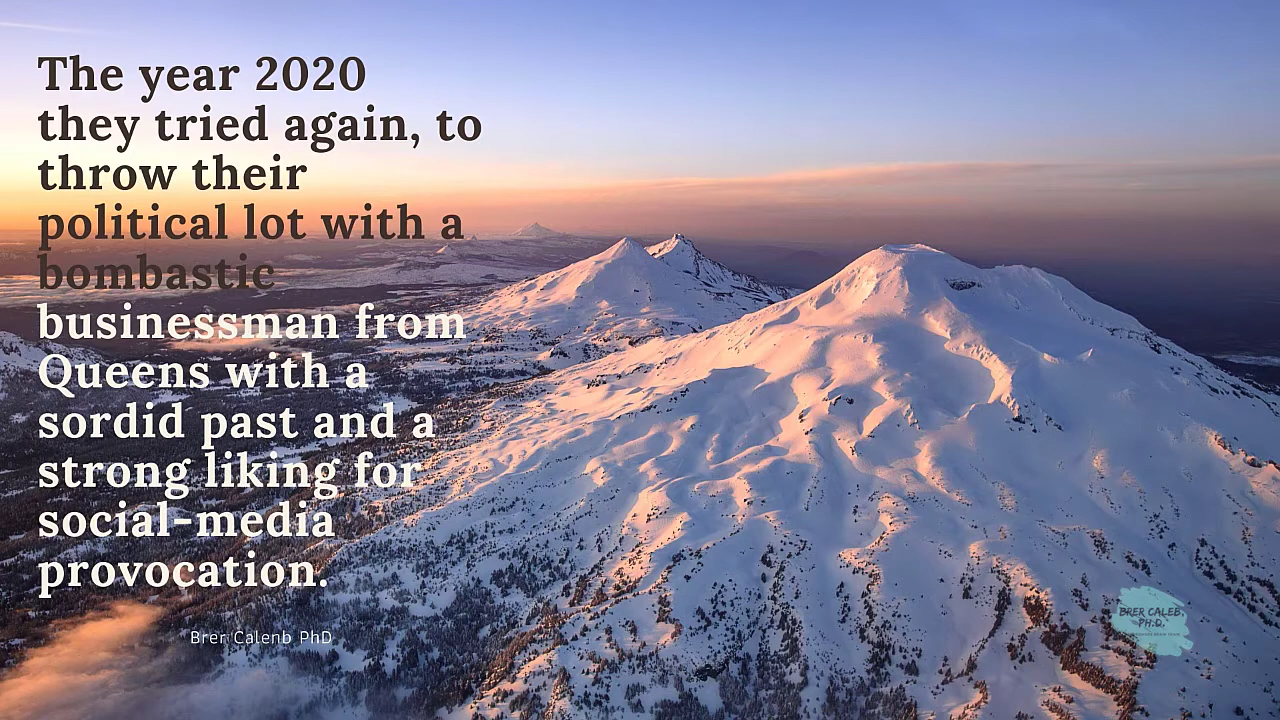 The year 2020
they tried again, to
throw their
political lot with a
bombastic
businessman from
Queens with a
sordid past and a
strong liking for
social-media
provocation.
Brer Calenb PhD
BRER CALEB,
PH.D.